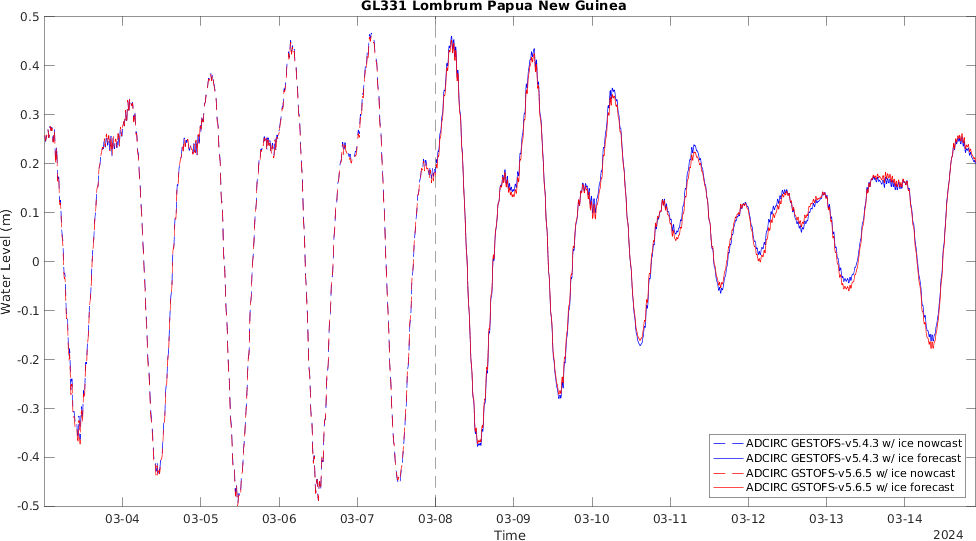 GL331 Lombrum Papua New Guinea
0.5
0.4
0.3
0.2
0.1
0
-0.1
-0.2
-0.3
-0.4
-0.5
Water Level (m)
ADCIRC GESTOFS-v5.4.3 w/ ice nowcast
ADCIRC GESTOFS-v5.4.3 w/ ice forecast
ADCIRC GSTOFS-v5.6.5 w/ ice nowcast
ADCIRC GSTOFS-v5.6.5 w/ ice forecast
03-04 03-05 03-06 03-07 03-08 03-09 03-10 03-11 03-12 03-13 03-14
Time
2024